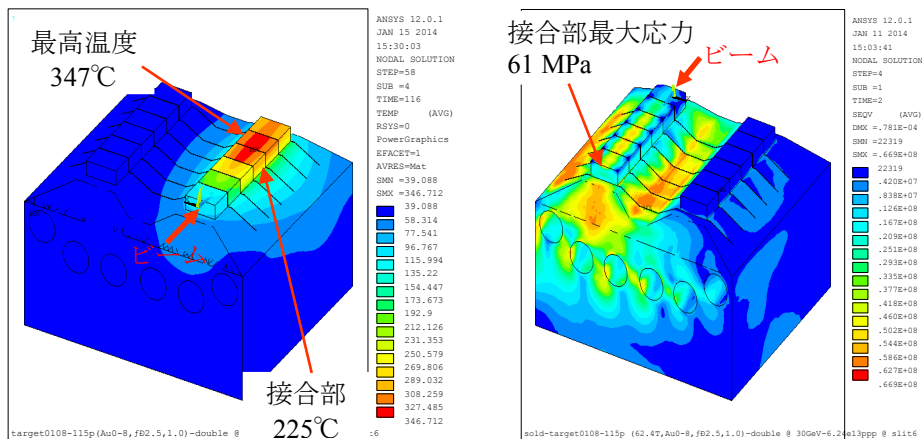 最高温度
347℃
ビーム
接合部
225℃
target0108-115p(Au0-8,fÐ2.5,1.0)-double @
:6
ANSYS 12.0.1
JAN 15 2014
15:30:03
NODAL SOLUTION
STEP=58
SUB =4
TIME=116
TEMP (AVG)
RSYS=0
PowerGraphics
EFACET=1
AVRES=Mat
SMN =39.088
SMX =346.712
39.088
58.314
77.541
96.767
115.994
135.22
154.447
173.673
192.9
212.126
231.353
250.579
269.806
289.032
308.259
327.485
346.712
接合部最大応力
61 MPa
ビーム
sold-target0108-115p (62.4T,Au0-8,fÐ2.5,1.0)-double @ 30GeV-6.24e13ppp @ slit6
ANSYS 12.0.1
JAN 11 2014
15:03:41
NODAL SOLUTION
STEP=4
SUB =1
TIME=2
SEQV (AVG)
DMX =.781E-04
SMN =22319
SMX =.669E+08
22319
.420E+07
.838E+07
.126E+08
.167E+08
.209E+08
.251E+08
.293E+08
.335E+08
.377E+08
.418E+08
.460E+08
.502E+08
.544E+08
.586E+08
.627E+08
.669E+08